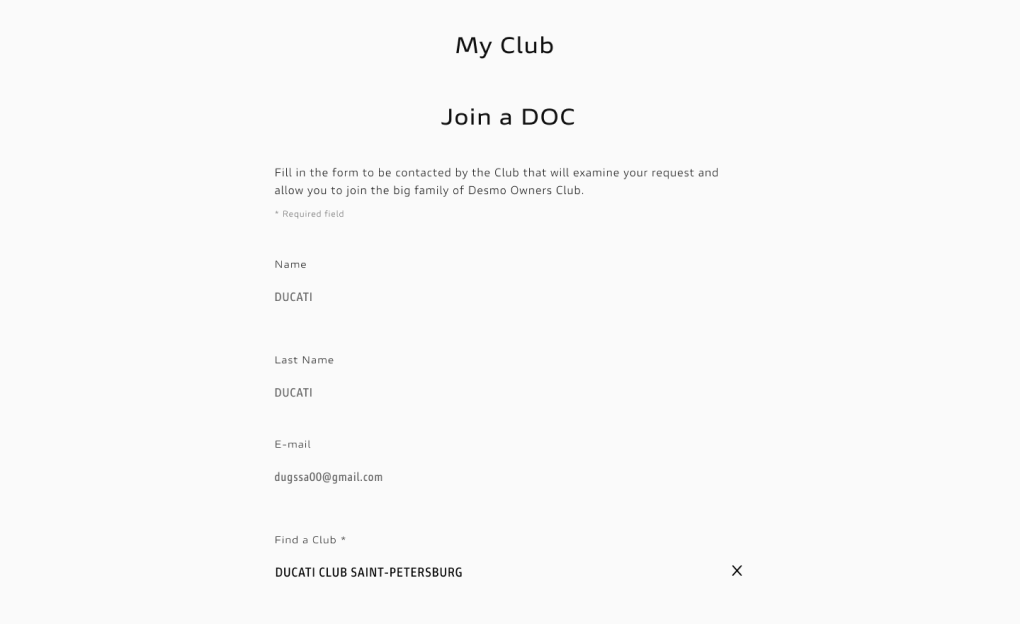 My Club
Join a DOC
Fill in the form to be contacted by the Club that will examine your request and
allow you to join the big family of Desmo Owners Club.
* Required field
Name
DUCATI
Last Name
DUCATI
E-mail
dugssa00@gmail.com
Find a Club *
DUCATI CLUB SAINT-PETERSBURG